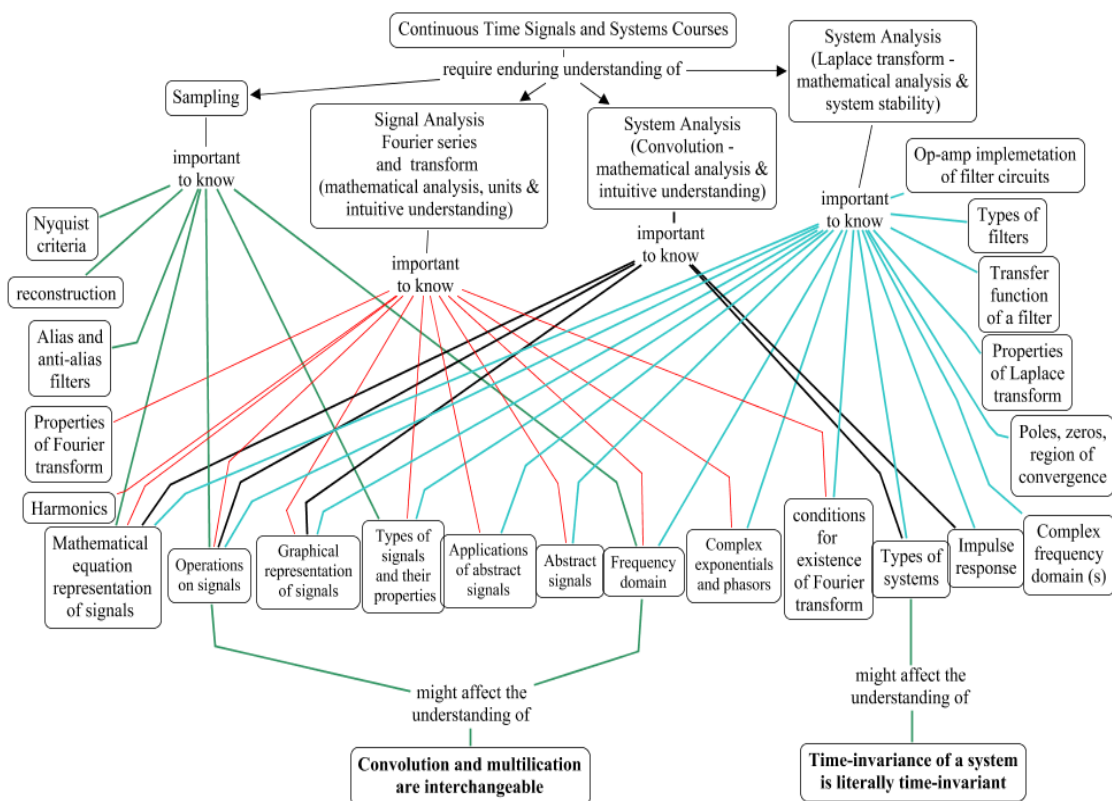 Continuous Time Signals and Systems Courses
require enduring understanding of
System Analysis
(Laplace transform -
mathematical analysis &
system stability)
Sampling
Signal Analysis
Fourier series
and transform
(mathematical analysis, units &
intuitive understanding)
System Analysis
(Convolution -
mathematical analysis &
intuitive understanding)
important
to know
important
to know
important
to know
important
to know
Op-amp implemetation
of filter circuits
Types of
filters
Transfer
function
of a filter
Properties
of Laplace
transform
Poles, zeros,
region of
convergence
Nyquist
criteria
reconstruction
Alias and
anti-alias
filters
Properties
of Fourier
transform
Harmonics
Mathematical
equation
representation
of signals
Operations
on signals
Graphical
representation
of signals
Types of
signals
and their
properties
Applications
of abstract
signals
Abstract
signals
Frequency
domain
Complex
exponentials
and phasors
conditions
for
existence
of Fourier
transform
Types of
systems
Impulse
response
Complex
frequency
domain (s)
might affect the
understanding of
might affect the
understanding of
Convolution and multilication
are interchangeable
Time-invariance of a system
is literally time-invariant